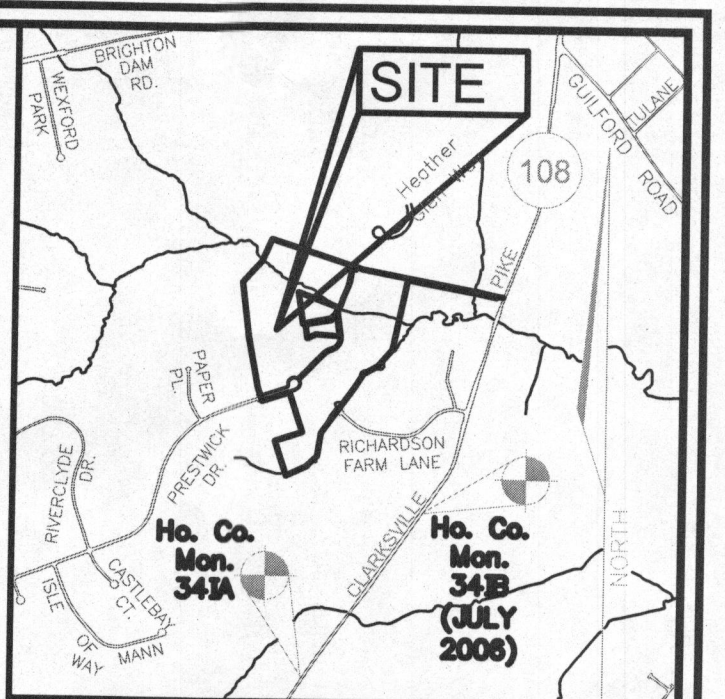 BRIGHTON
DAM
RD.
WEXFORD
PARK
SITE
GUILFORD
ROAD
TULANE
Heather
Glen Way
108
PIKE
PAPER
PL.
PRESTWICK
DR.
RICHARDSON
FARM LANE
RIVERCLYDE
DR.
CLARKSVILLE
Ho. Co.
Mon.
34IA
Ho. Co.
Mon.
34IB
(JULY
2006)
NORTH
CASTLEBAY
CT.
ISLE
OF
WAY
MANN